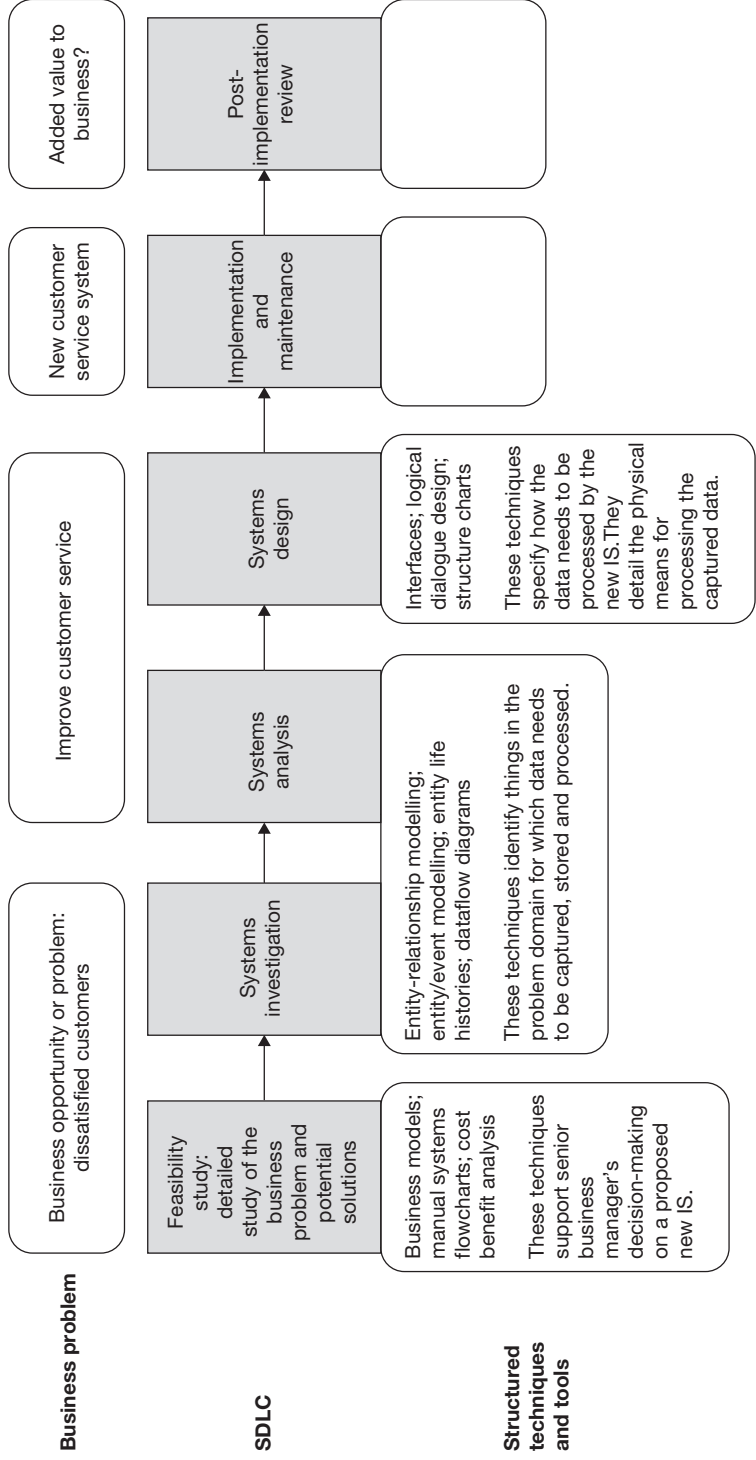 Business problem
Business opportunity or problem:
dissatisfied customers
Improve customer service
New customer
service system
Added value to
business?
SDLC
Feasibility
study:
detailed
study of the
business
problem and
potential
solutions
Systems
investigation
Systems
analysis
Systems
design
Implementation
and
maintenance
Post-
implementation
review
Structured
techniques
and tools
Business models;
manual systems
flowcharts; cost
benefit analysis
These techniques
support senior
business
manager's
decision-making
on a proposed
new IS.
Entity-relationship modelling;
entity/event modelling; entity life
histories; dataflow diagrams
These techniques identify things in the
problem domain for which data needs
to be captured, stored and processed.
Interfaces; logical
dialogue design;
structure charts
These techniques
specify how the
data needs to be
processed by the
new IS.They
detail the physical
means for
processing the
captured data.